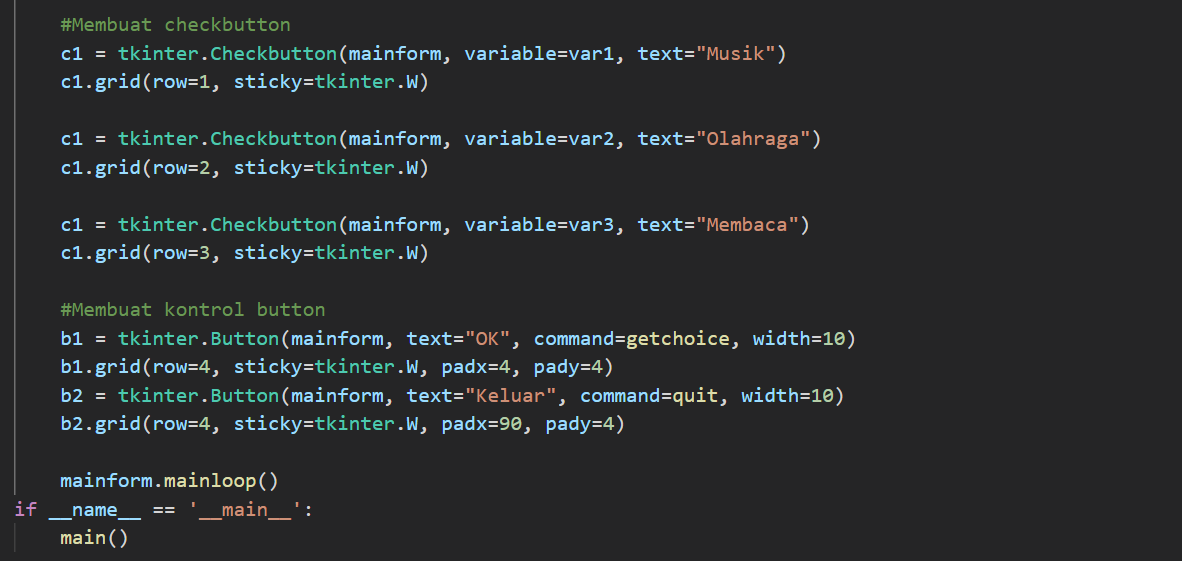 #Membuat checkbutton
c1 = tkinter.Checkbutton(mainform, variable=var1, text="Musik")
c1.grid(row=1, sticky=tkinter.W)
c1 = tkinter.Checkbutton(mainform, variable=var2, text="Olahraga")
c1.grid(row=2, sticky=tkinter.W)
c1 = tkinter.Checkbutton(mainform, variable=var3, text="Membaca")
c1.grid(row=3, sticky=tkinter.W)
#Membuat kontrol button
b1 = tkinter.Button(mainform, text="OK", command=getchoice, width=10)
b1.grid(row=4, sticky=tkinter.W, padx=4, pady=4)
b2 = tkinter.Button(mainform, text="Keluar", command=quit, width=10)
b2.grid(row=4, sticky=tkinter.W, padx=90, pady=4)
mainform.mainloop()
if __name__ == '__main__':
main()